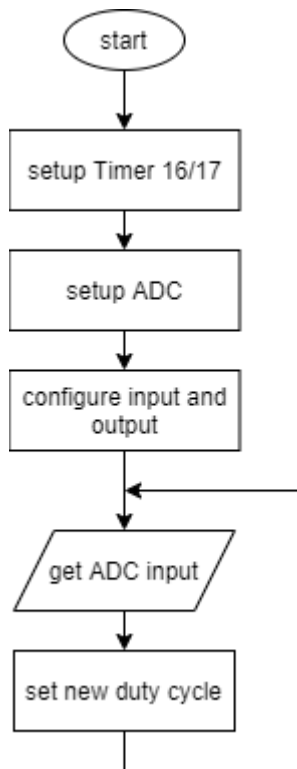 start
setup Timer 16/17
setup ADC
configure input and
output
get ADC input
set new duty cycle